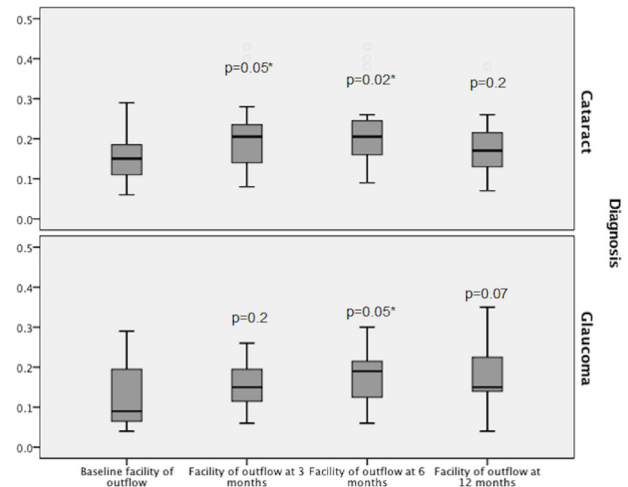 0.5
0.4
0.3
0.2
0.1
0.0
p=0.05*
p=0.02*
p=0.2
Cataract
0.5
0.4
0.3
0.2
0.1
0.0
p=0.2
p=0.05*
p=0.07
Glaucoma
Diagnosis
Baseline facility of
outflow
Facility of outflow at 3
months
Facility of outflow at 6
months
Facility of outflow at
12 months